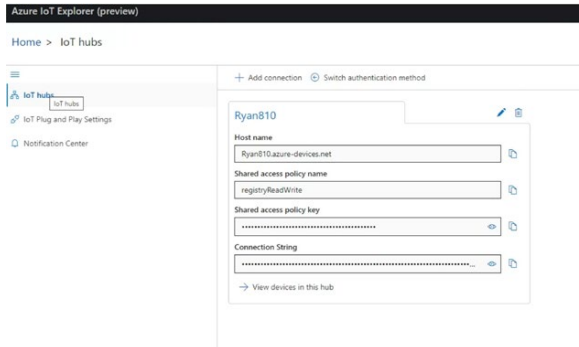 Azure IoT Explorer (preview)
Home > IoT hubs
+ Add connection Switch authentication method
IoT hubs
IoT hubs
IoT Plug and Play Settings
Notification Center
Ryan810
Host name
Ryan810.azure-devices.net
Shared access policy name
registryReadWrite
Shared access policy key
••••••••••••••••••••••••••••••••••••••••••••
Connection String
••••••••••••••••••••••••••••••••••••••••••••••••••••••••••••••••••••••••...
→ View devices in this hub